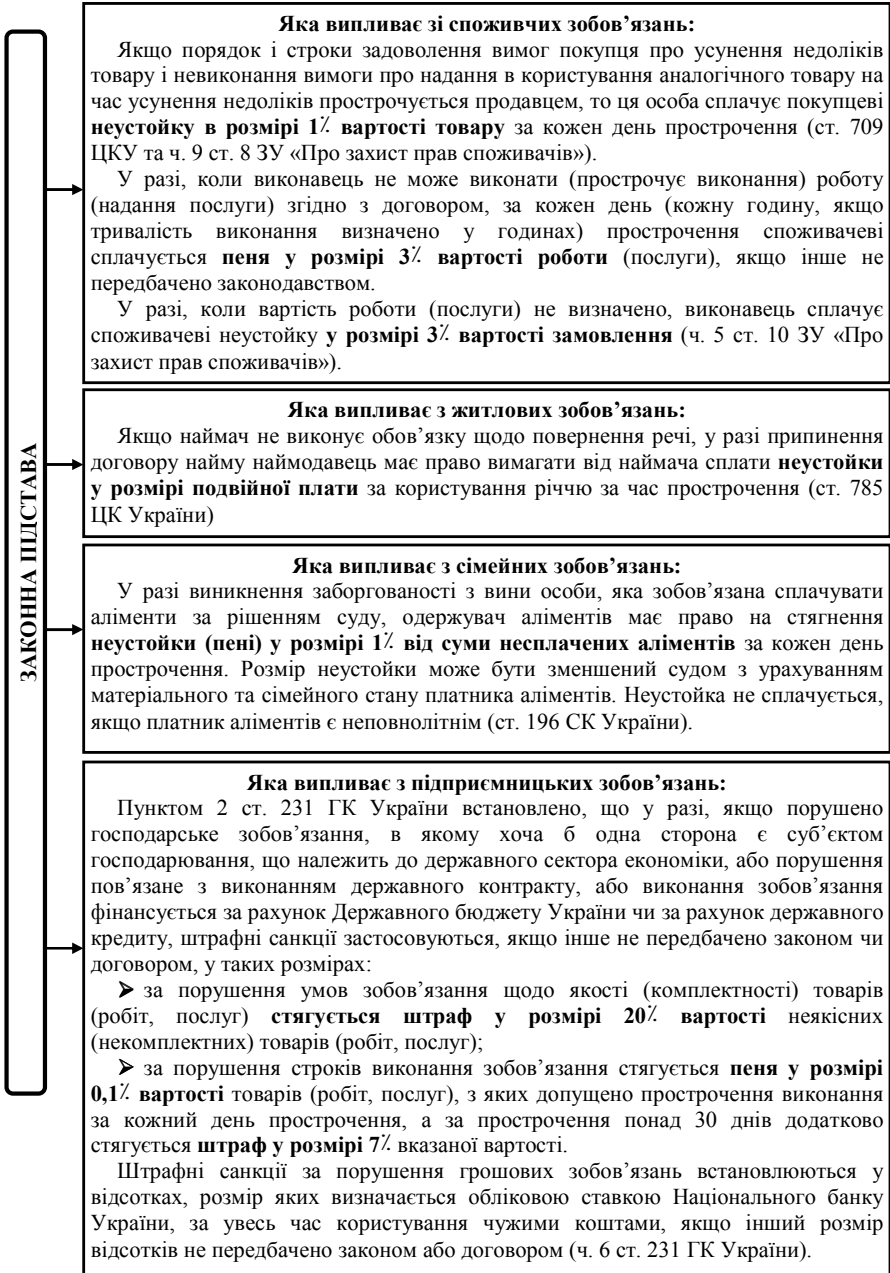 ЗАКОННА ПІДСТАВА
Яка випливає зі споживчих зобов’язань:
Якщо порядок і строки задоволення вимог покупця про усунення недоліків
товару і невиконання вимоги про надання в користування аналогічного товару на
час усунення недоліків прострочується продавцем, то ця особа сплачує покупцеві
неустойку в розмірі 1٪ вартості товару за кожен день прострочення (ст. 709
ЦКУ та ч. 9 ст. 8 ЗУ «Про захист прав споживачів»).
У разі, коли виконавець не може виконати (прострочує виконання) роботу
(надання послуги) згідно з договором, за кожен день (кожну годину, якщо
тривалість виконання визначено у годинах) прострочення споживачеві
сплачується пеня у розмірі 3٪ вартості роботи (послуги), якщо інше не
передбачено законодавством.
У разі, коли вартість роботи (послуги) не визначено, виконавець сплачує
споживачеві неустойку у розмірі 3٪ вартості замовлення (ч. 5 ст. 10 ЗУ «Про
захист прав споживачів»).
Яка випливає з житлових зобов’язань:
Якщо наймач не виконує обов’язку щодо повернення речі, у разі припинення
договору найму наймодавець має право вимагати від наймача сплати неустойки
у розмірі подвійної плати за користування річчю за час прострочення (ст. 785
ЦК України)
Яка випливає з сімейних зобов’язань:
У разі виникнення заборгованості з вини особи, яка зобов’язана сплачувати
аліменти за рішенням суду, одержувач аліментів має право на стягнення
неустойки (пені) у розмірі 1٪ від суми несплачених аліментів за кожен день
прострочення. Розмір неустойки може бути зменшений судом з урахуванням
матеріального та сімейного стану платника аліментів. Неустойка не сплачується,
якщо платник аліментів є неповнолітнім (ст. 196 СК України).
Яка випливає з підприємницьких зобов’язань:
Пунктом 2 ст. 231 ГК України встановлено, що у разі, якщо порушено
господарське зобов’язання, в якому хоча б одна сторона є суб’єктом
господарювання, що належить до державного сектора економіки, або порушення
пов’язане з виконанням державного контракту, або виконання зобов’язання
фінансується за рахунок Державного бюджету України чи за рахунок державного
кредиту, штрафні санкції застосовуються, якщо інше не передбачено законом чи
договором, у таких розмірах:
➢ за порушення умов зобов’язання щодо якості (комплектності) товарів
(робіт, послуг) стягується штраф у розмірі 20٪ вартості неякісних
(некомплектних) товарів (робіт, послуг);
➢ за порушення строків виконання зобов’язання стягується пеня у розмірі
0,1٪ вартості товарів (робіт, послуг), з яких допущено прострочення виконання
за кожний день прострочення, а за прострочення понад 30 днів додатково
стягується штраф у розмірі 7٪ вказаної вартості.
Штрафні санкції за порушення грошових зобов’язань встановлюються у
відсотках, розмір яких визначається обліковою ставкою Національного банку
України, за увесь час користування чужими коштами, якщо інший розмір
відсотків не передбачено законом або договором (ч. 6 ст. 231 ГК України).